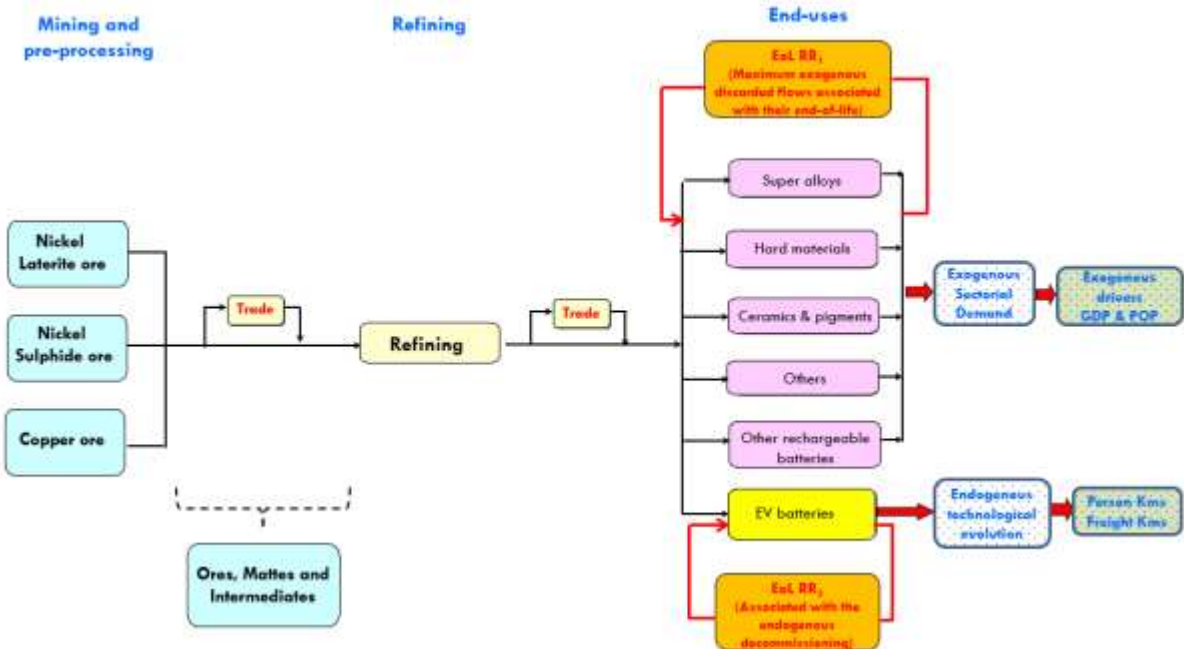 Mining and
pre-processing
Refining
End-uses
EoL RR1
(Maximum exogenous
discarded flows associated
with their end-of-life)
Super alloys
Nickel
Laterite ore
Hard materials
Trade
Trade
Exogenous
Sectorial
Demand
Exogenous
drivers
GDP & POP
Nickel
Sulphide ore
Refining
Ceramics & pigments
Others
Copper ore
Other rechargeable
batteries
EV batteries
Endogenous
technological
evolution
Person Kms
Freight Kms
Ores, Mattes and
Intermediates
EoL RR2
(Associated with the
endogenous
decommissioning)